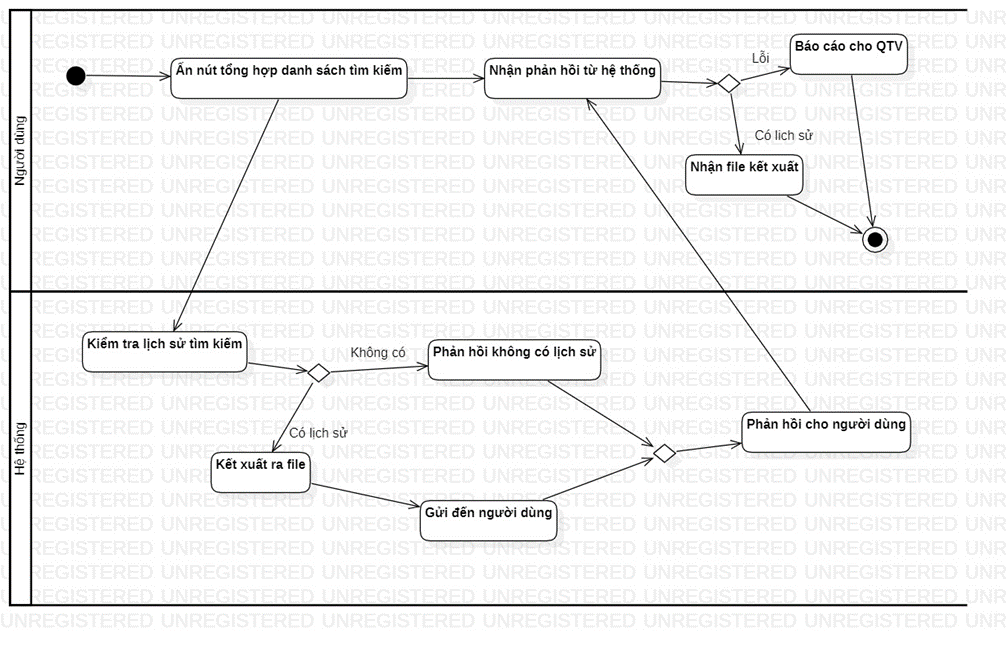 Người dùng
Ấn nút tổng hợp danh sách tìm kiếm
Nhận phản hồi từ hệ thống
Lỗi
Báo cáo cho QTV
Có lich sử
Nhận file kết xuất
Hệ thống
Kiểm tra lịch sử tìm kiếm
Không có
Phản hồi không có lịch sử
Có lịch sử
Kết xuất ra file
Gửi đến người dùng
Phản hồi cho người dùng
UNREGISTERED